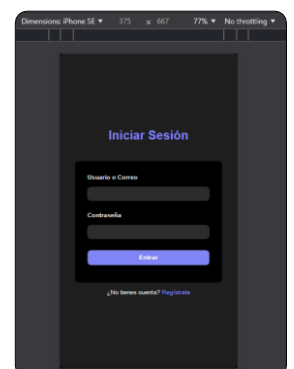 Dimensions: iPhone SE ▼ 375 × 667 77% ▼ No throttling ▼
Iniciar Sesión
Usuario o Correo
Contraseña
Entrar
¿No tienes cuenta? Regístrate